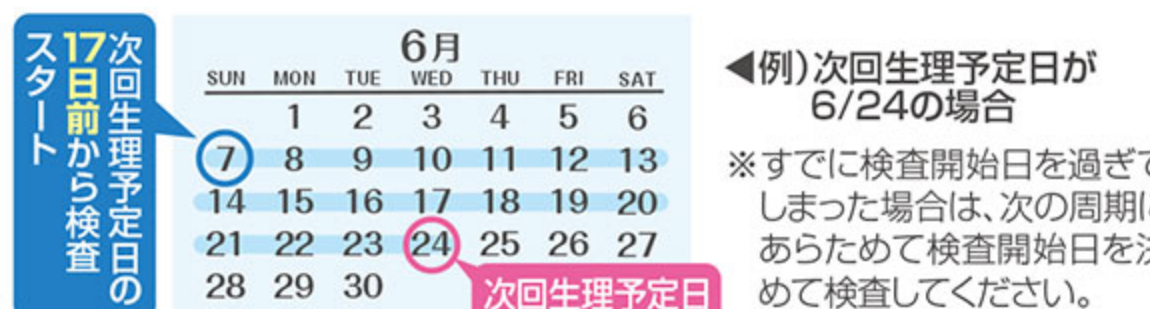 次回生理予定日の
17日前から検査
スタート
6月
SUN MON TUE WED THU FRI SAT
1 2 3 4 5 6
7 8 9 10 11 12 13
14 15 16 17 18 19 20
21 22 23 24 25 26 27
28 29 30
次回生理予定日
◀例)次回生理予定日が
6/24の場合
※すでに検査開始日を過ぎて
しまった場合は、次の周期に
あらためて検査開始日を決
めて検査してください。